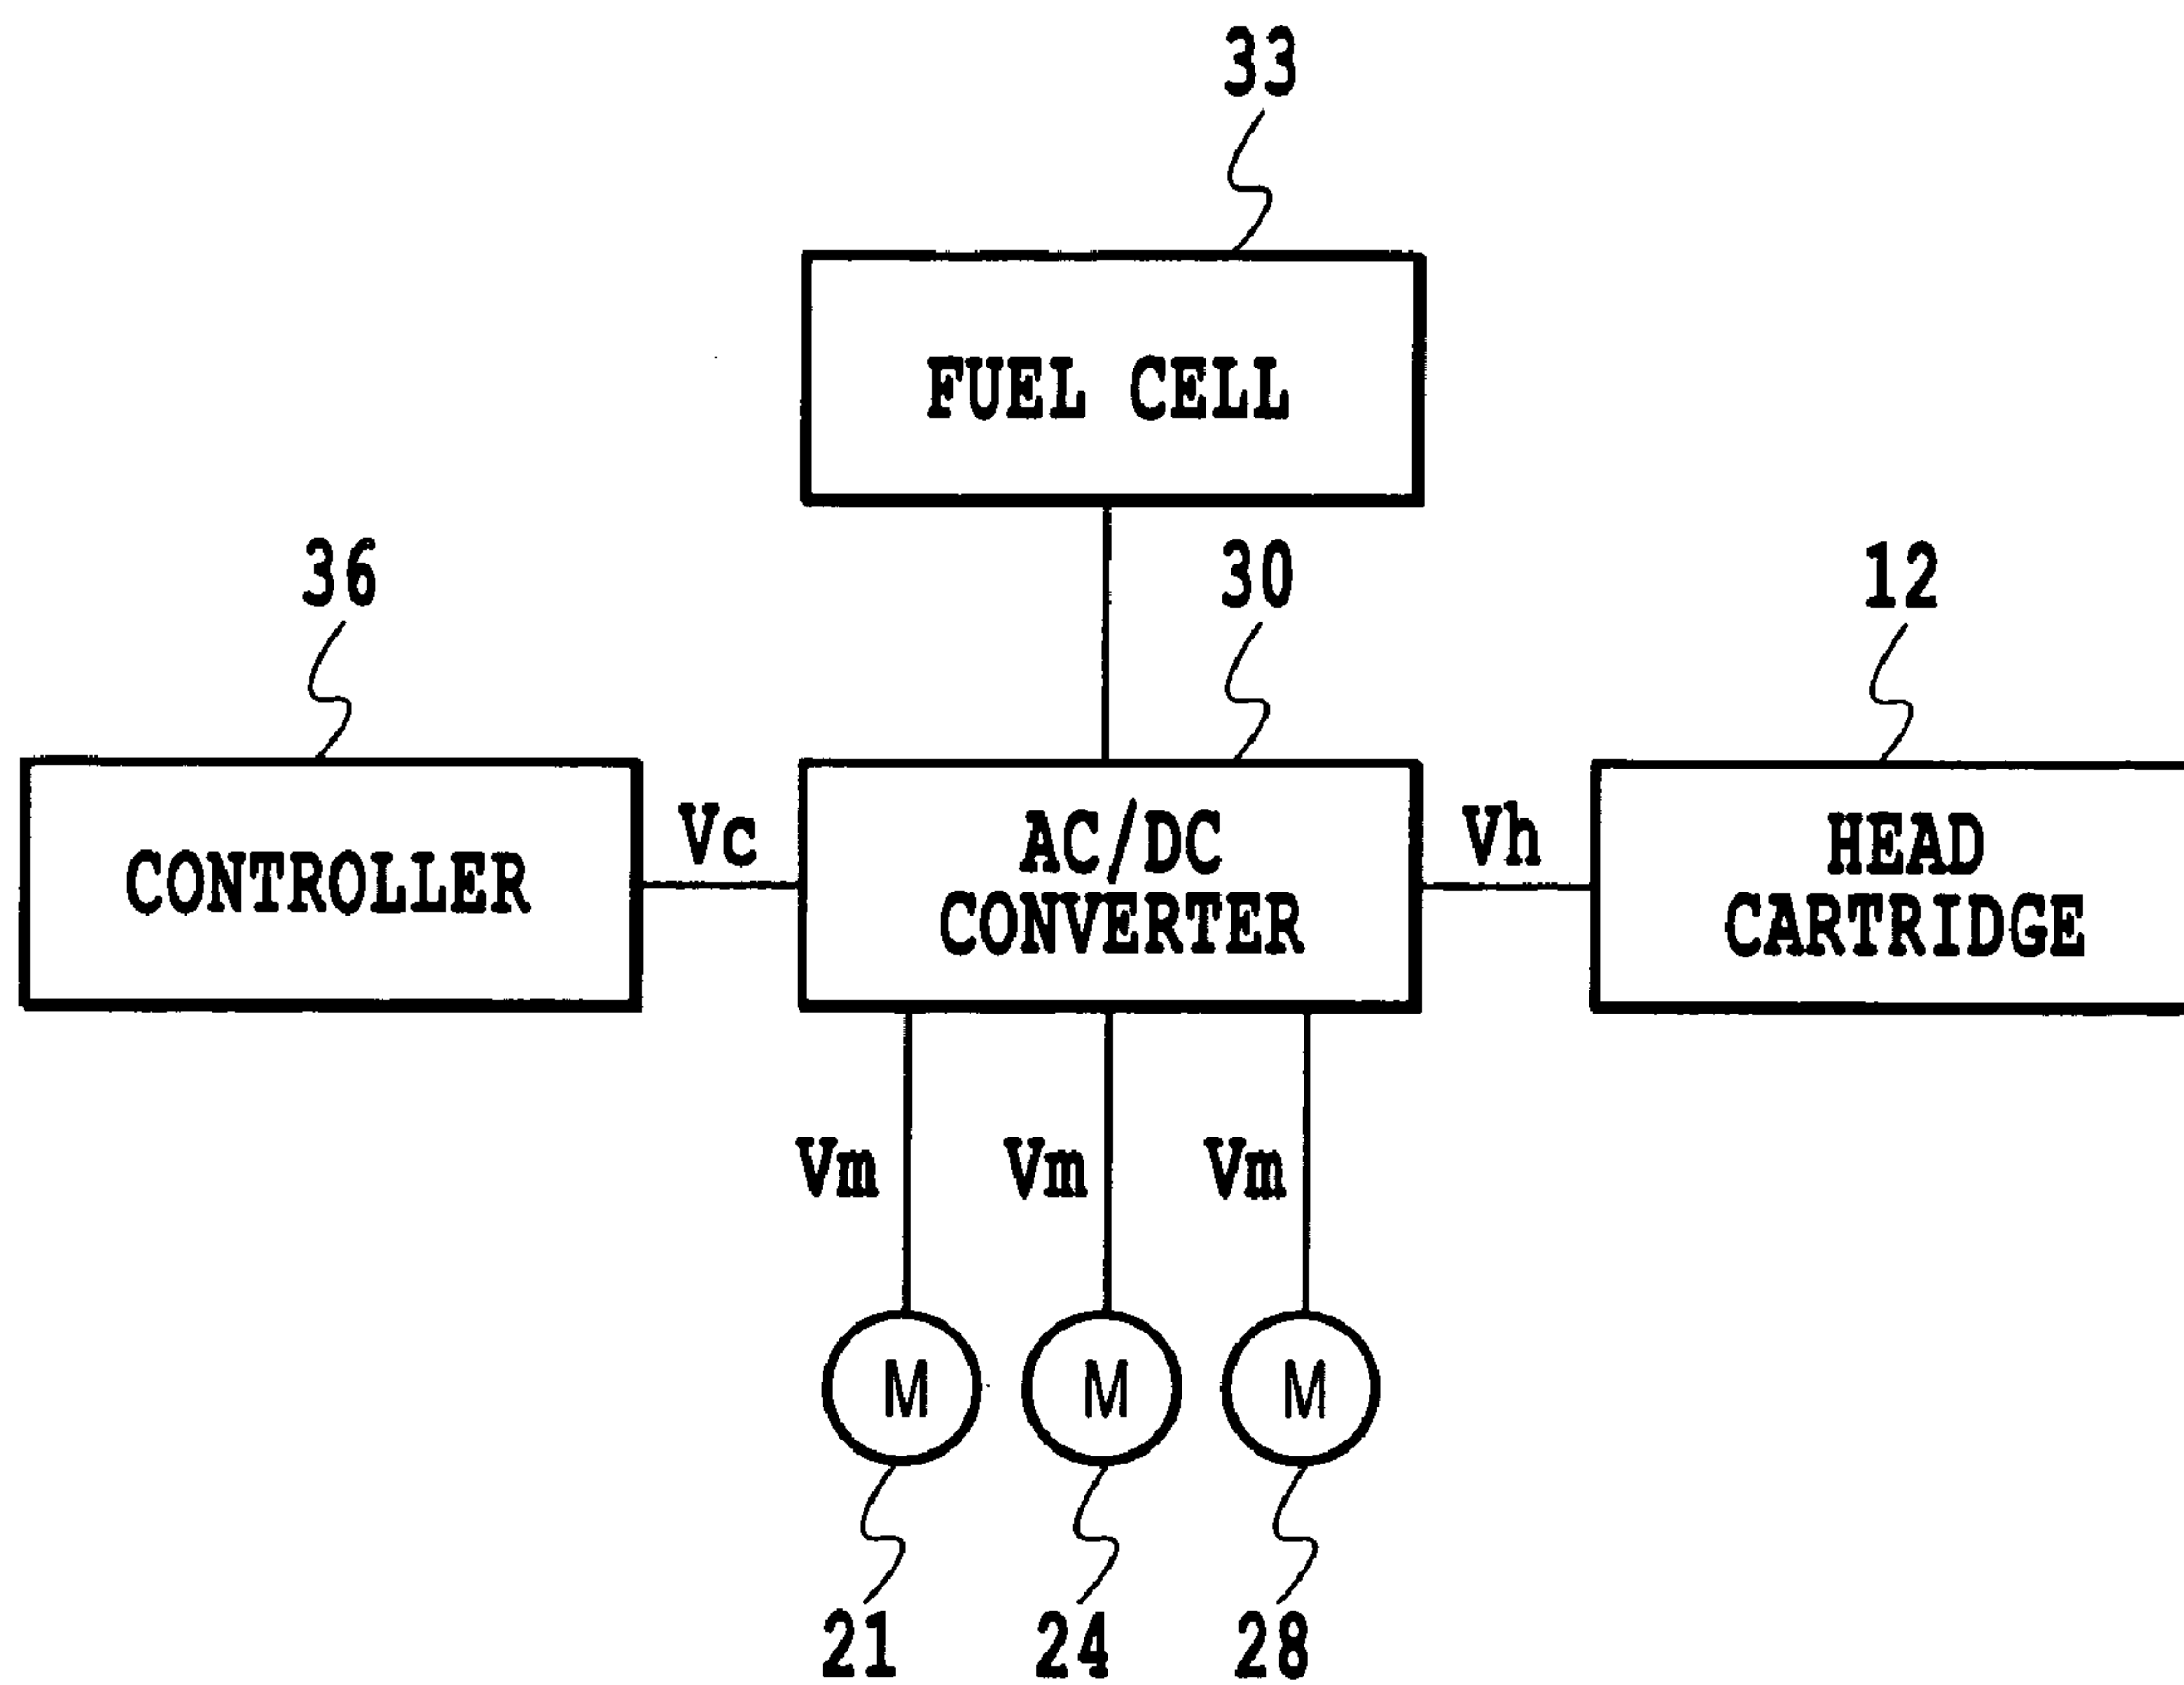 33
FUEL CELL
36
30
12
CONTROLLER
Vc
AC/DC
CONVERTER
Vh
HEAD
CARTRIDGE
Vm
Vm
Vm
M
M
M
21
24
28